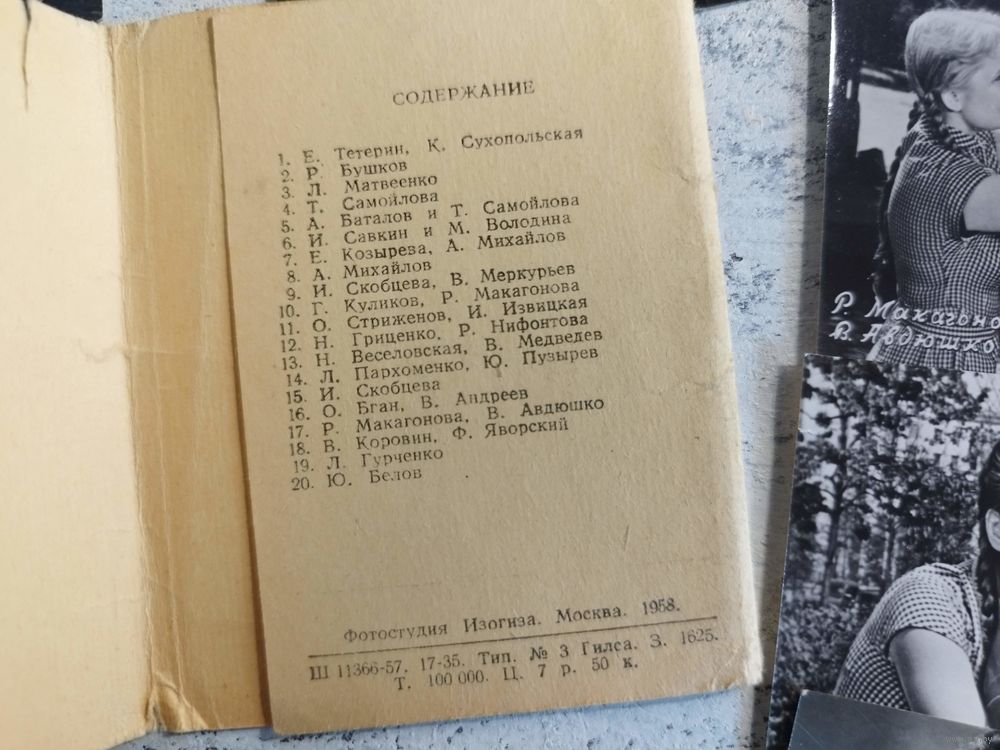 СОДЕРЖАНИЕ
1. Е. Тетерин, К. Сухопольская
2. Р. Бушков
3. Л. Матвеенко
4. Т. Самойлова
5. А. Баталов и Т. Самойлова
6. И. Савкин и М. Володина
7. Е. Козырева, А. Михайлов
8. А. Михайлов
9. И. Скобцева, В. Меркурьев
10. Г. Куликов, Р. Макагонова
11. О. Стриженов, И. Извицкая
12. Н. Гриценко, Р. Нифонтова
13. Н. Веселовская, В. Медведев
14. Л. Пархоменко, Ю. Пузырев
15. И. Скобцева
16. О. Бган, В. Андреев
17. Р. Макагонова, В. Авдюшко
18. В. Коровин, Ф. Яворский
19. Л. Гурченко
20. Ю. Белов
Фотостудия Изогиза. Москва. 1958.
Ш 11366-57. 17-35. Тип. № 3 Гилса. З. 1625.
Т. 100 000. Ц. 7 р. 50 к.
Р. Макагона
В. Авдюшко